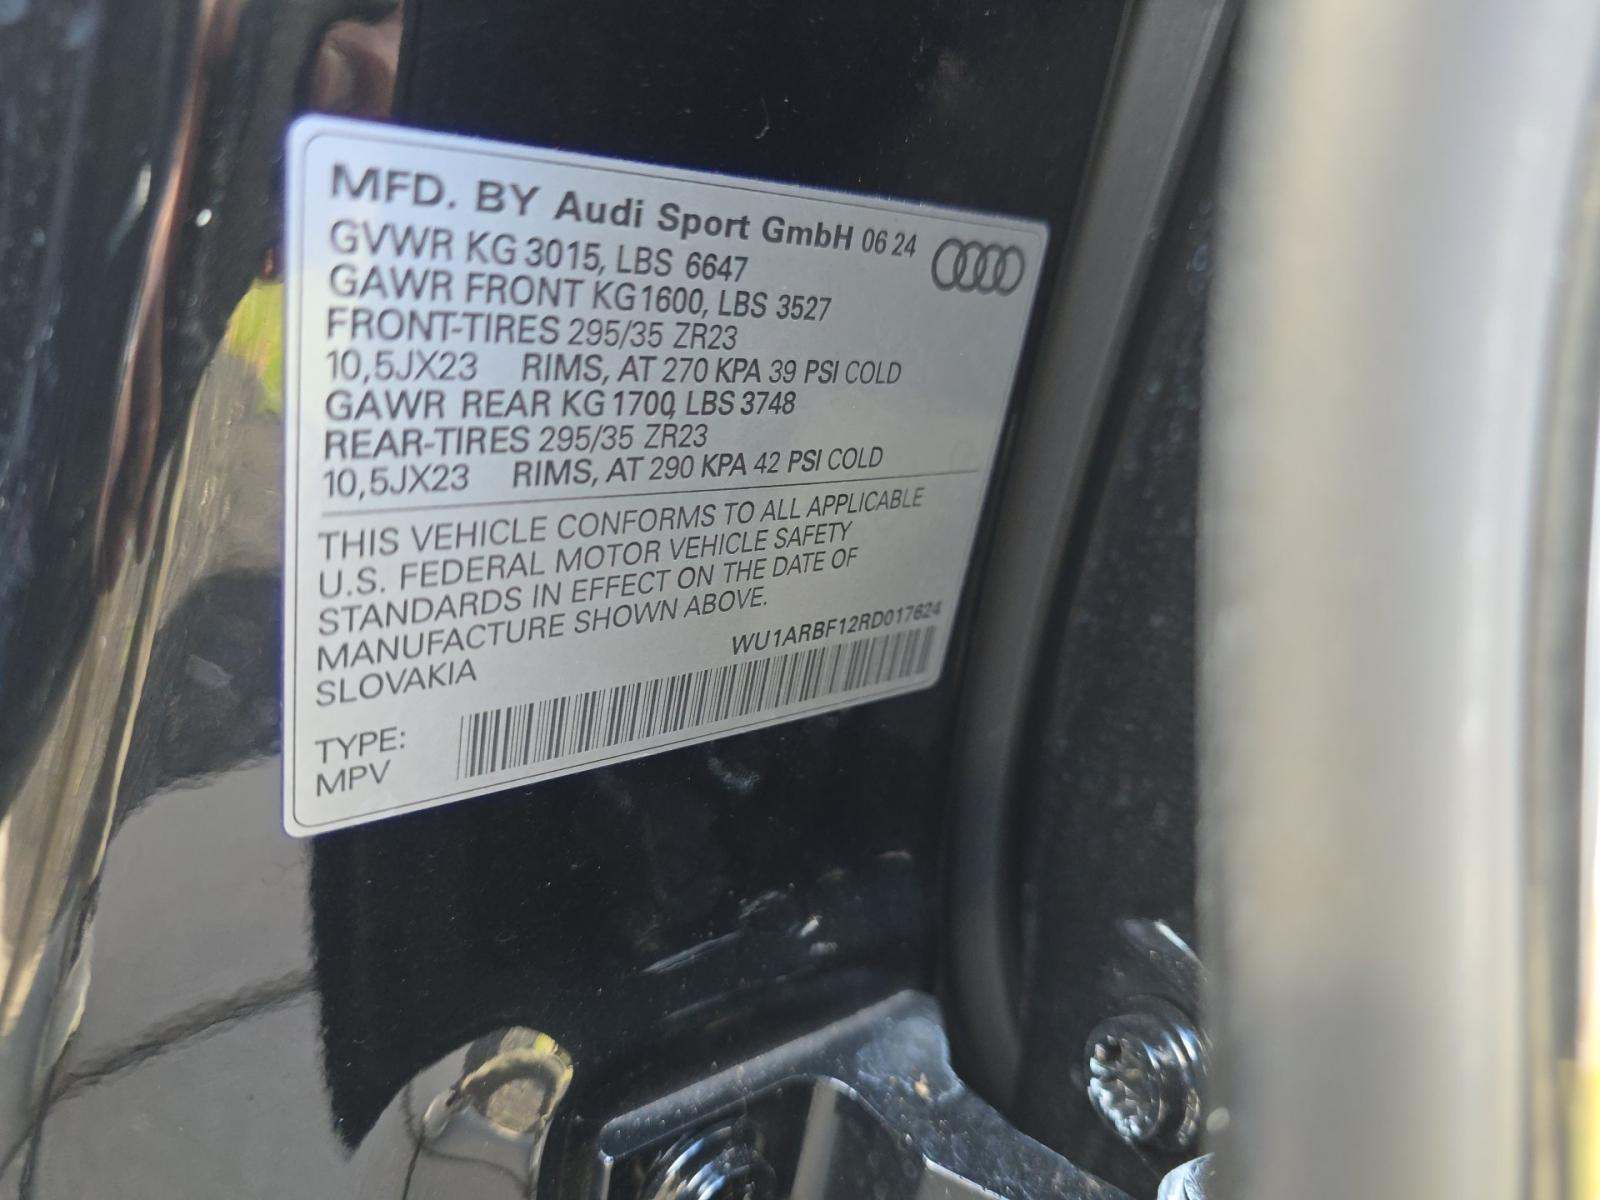 MFD. BY Audi Sport GmbH 06 24
GVWR KG 3015, LBS 6647
GAWR FRONT KG1600, LBS 3527
FRONT-TIRES 295/35 ZR23
10,5JX23 RIMS, AT 270 KPA 39 PSI COLD
GAWR REAR KG 1700, LBS 3748
REAR-TIRES 295/35 ZR23
10,5JX23 RIMS, AT 290 KPA 42 PSI COLD
THIS VEHICLE CONFORMS TO ALL APPLICABLE
U.S. FEDERAL MOTOR VEHICLE SAFETY
STANDARDS IN EFFECT ON THE DATE OF
MANUFACTURE SHOWN ABOVE.
SLOVAKIA
WU1ARBF12RD017624
TYPE:
MPV